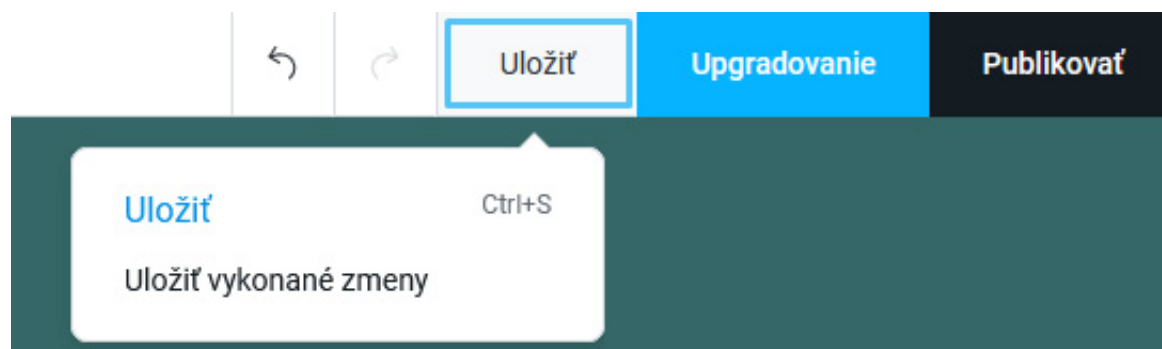 Uložiť Upgradovanie Publikovať
Uložiť Ctrl+S
Uložiť vykonané zmeny